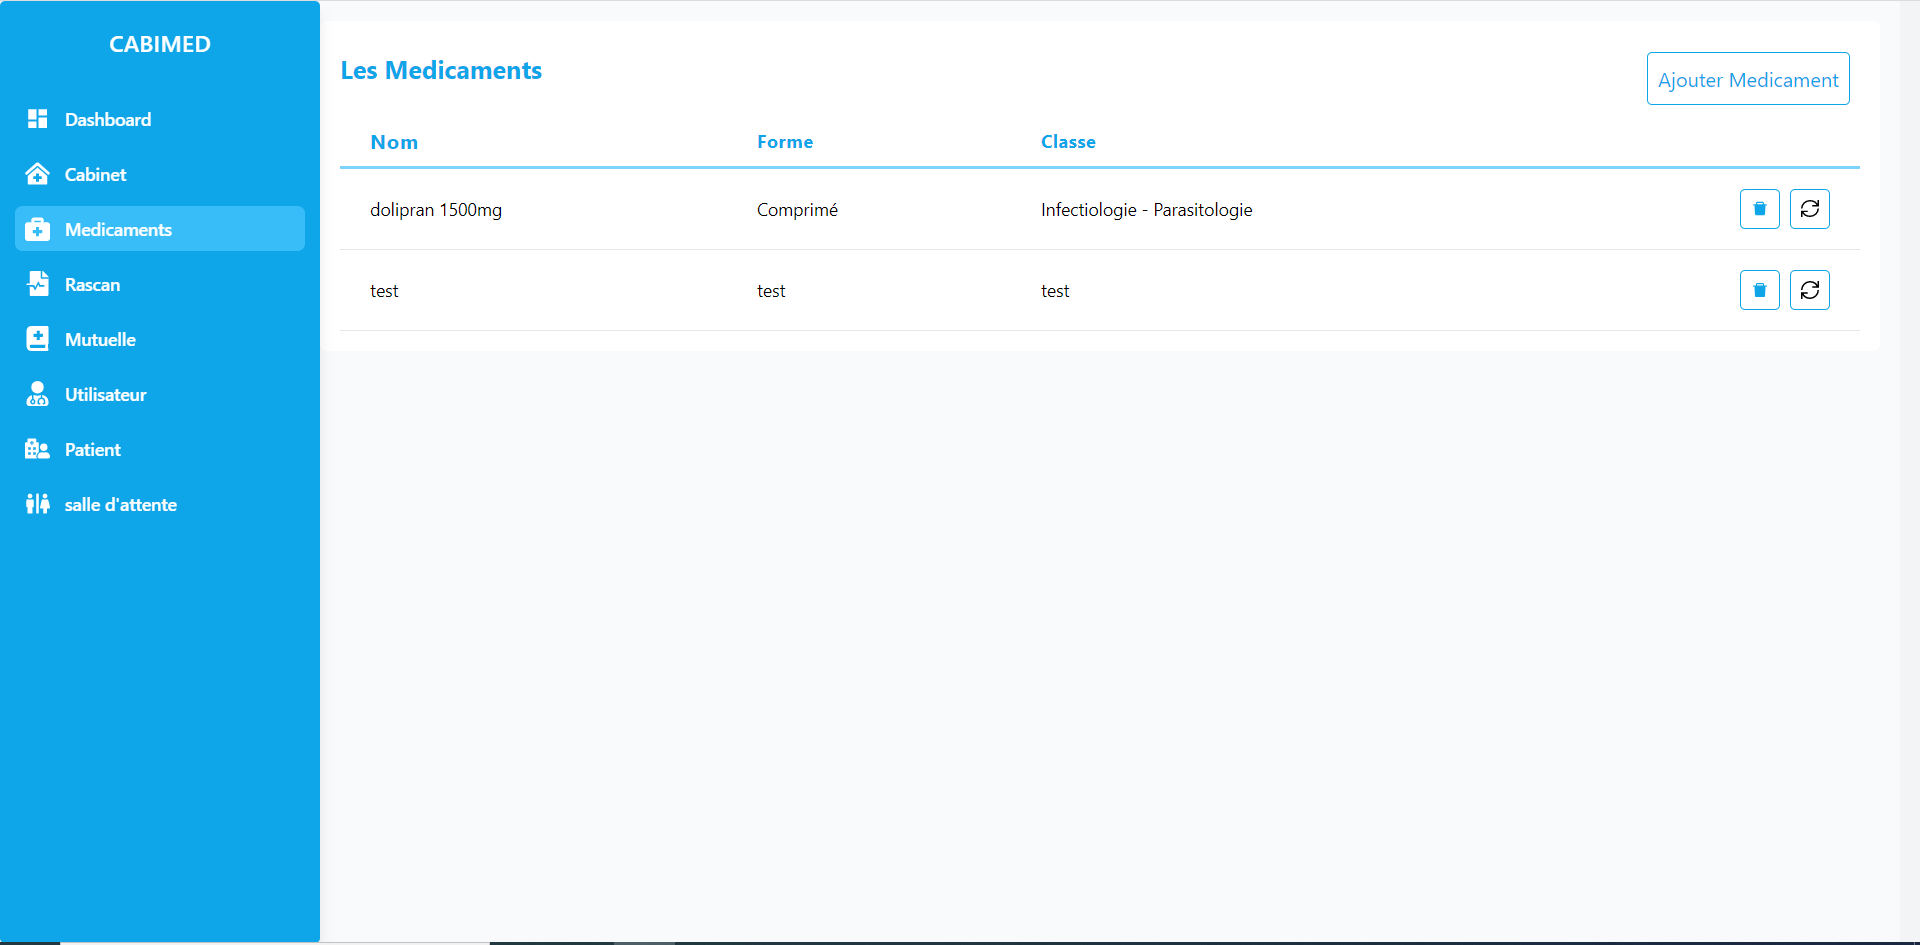 CABIMED
Dashboard
Cabinet
Medicaments
Rascan
Mutuelle
Utilisateur
Patient
salle d'attente
Les Medicaments
Ajouter Medicament
Nom Forme Classe
dolipran 1500mg Comprimé Infectiologie - Parasitologie
test test test